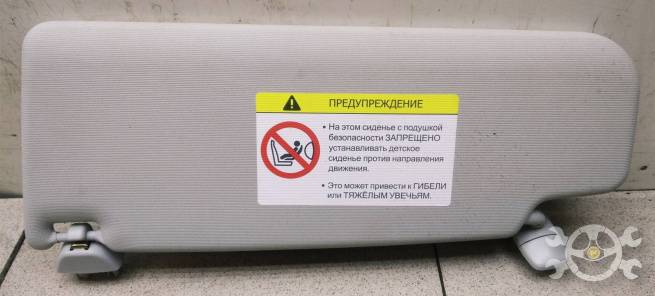 ПРЕДУПРЕЖДЕНИЕ
• На этом сиденье с подушкой
безопасности ЗАПРЕЩЕНО
устанавливать детское
сиденье против направления
движения.
• Это может привести к ГИБЕЛИ
или ТЯЖЁЛЫМ УВЕЧЬЯМ.